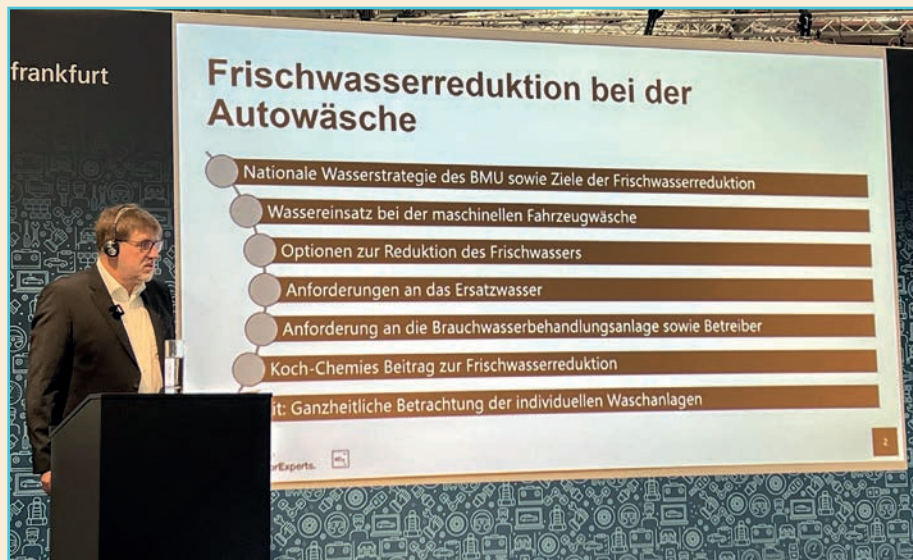 frankfurt
Frischwasserreduktion bei der
Autowäsche
Nationale Wasserstrategie des BMU sowie Ziele der Frischwasserreduktion
Wassereinsatz bei der maschinellen Fahrzeugwäsche
Optionen zur Reduktion des Frischwassers
Anforderungen an das Ersatzwasser
Anforderung an die Brauchwasserbehandlungsanlage sowie Betreiber
Koch-Chemies Beitrag zur Frischwasserreduktion
it: Ganzheitliche Betrachtung der individuellen Waschanlagen
orExperts.
2